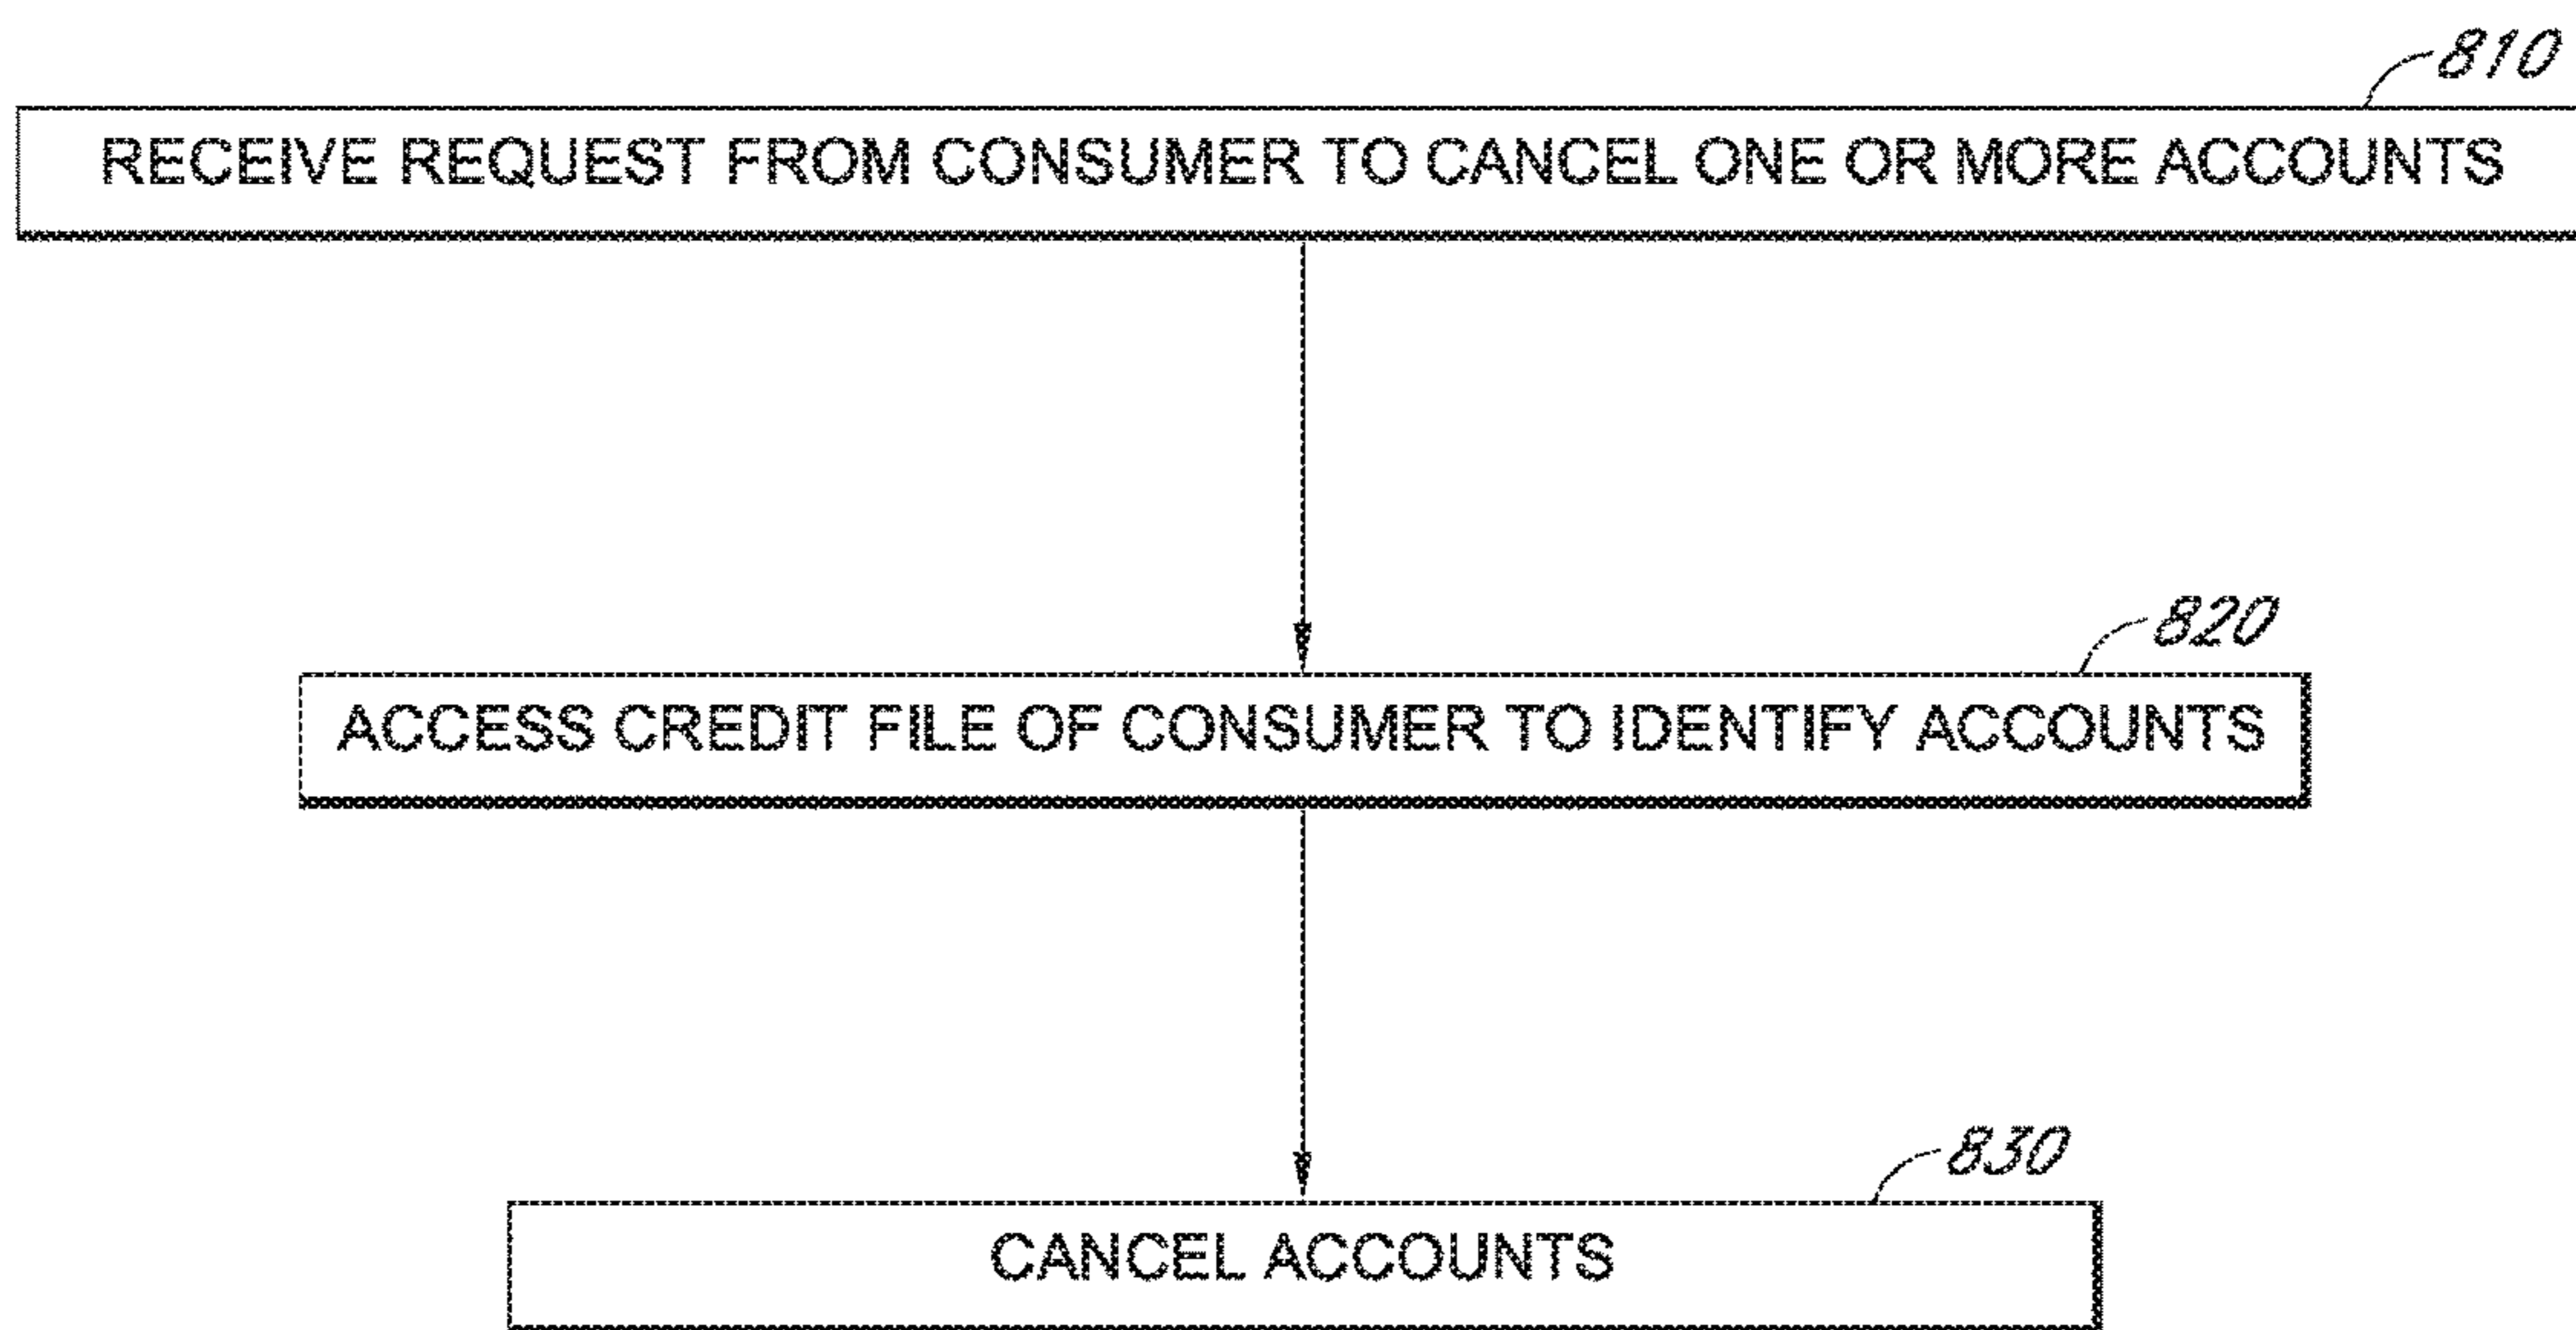 810
RECEIVE REQUEST FROM CONSUMER TO CANCEL ONE OR MORE ACCOUNTS
820
ACCESS CREDIT FILE OF CONSUMER TO IDENTIFY ACCOUNTS
830
CANCEL ACCOUNTS